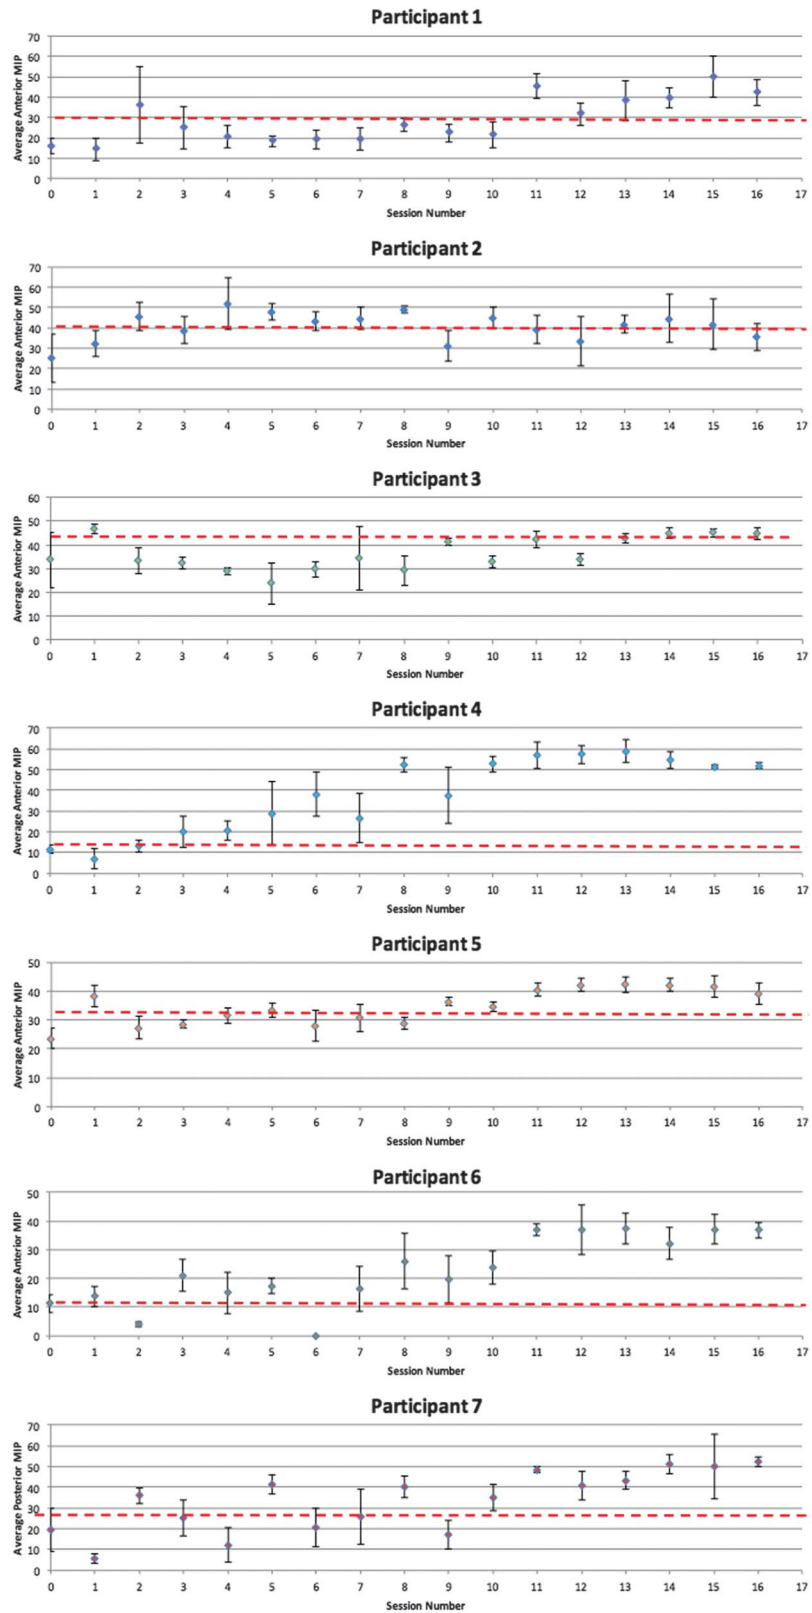 Participant 1
Average Anterior MIP
70
60
50
40
30
20
10
0
0 1 2 3 4 5 6 7 8 9 10 11 12 13 14 15 16 17
Session Number
Participant 2
Average Anterior MIP
70
60
50
40
30
20
10
0
0 1 2 3 4 5 6 7 8 9 10 11 12 13 14 15 16 17
Session Number
Participant 3
Average Anterior MIP
60
50
40
30
20
10
0
0 1 2 3 4 5 6 7 8 9 10 11 12 13 14 15 16 17
Session Number
Participant 4
Average Anterior MIP
70
60
50
40
30
20
10
0
0 1 2 3 4 5 6 7 8 9 10 11 12 13 14 15 16 17
Session Number
Participant 5
Average Anterior MIP
50
40
30
20
10
0
0 1 2 3 4 5 6 7 8 9 10 11 12 13 14 15 16 17
Session Number
Participant 6
Average Anterior MIP
50
40
30
20
10
0
0 1 2 3 4 5 6 7 8 9 10 11 12 13 14 15 16 17
Session Number
Participant 7
Average Posterior MIP
70
60
50
40
30
20
10
0
0 1 2 3 4 5 6 7 8 9 10 11 12 13 14 15 16 17
Session Number